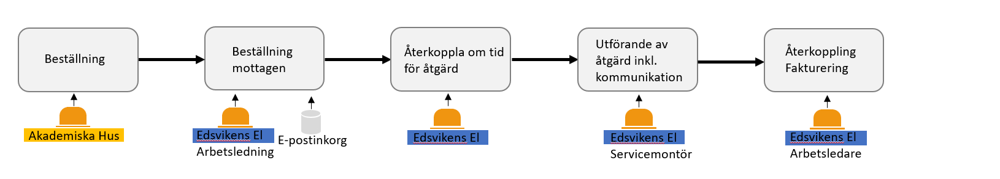 Beställning
Beställning
mottagen
Återkoppla om tid
för åtgärd
Utförande av
åtgärd inkl.
kommunikation
Återkoppling
Fakturering
Akademiska Hus
Edsvikens El
Arbetsledning
E-postinkorg
Edsvikens El
Edsvikens El
Servicemontör
Edsvikens El
Arbetsledare